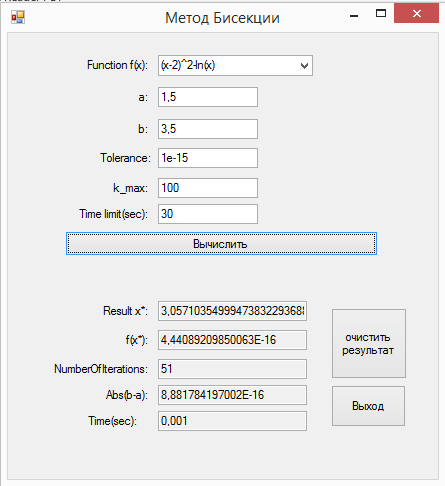 Метод Бисекции
Function f(x): (x-2)^2-ln(x)
a: 1,5
b: 3,5
Tolerance: 1e-15
k_max: 100
Time limit(sec): 30
Вычислить
Result x*: 3,0571035499947383229368
f(x*): 4,44089209850063E-16
NumberOfIterations: 51
Abs(b-a): 8,881784197002E-16
Time(sec): 0,001
очистить
результат
Выход